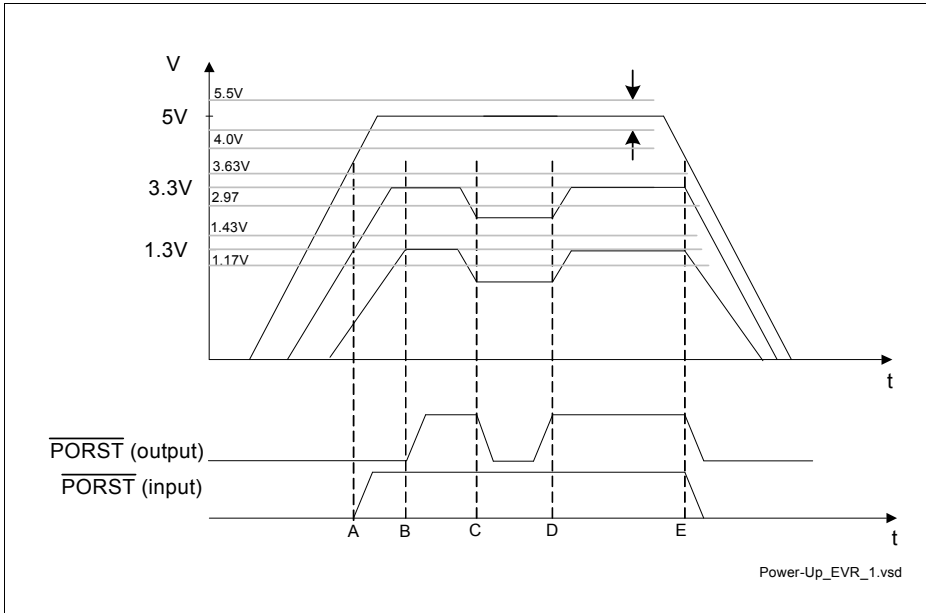 V
5.5V
5V
4.0V
3.63V
3.3V
2.97
1.43V
1.3V
1.17V
t
PORST (output)
PORST (input)
A B C D E
t
Power-Up_EVR_1.vsd